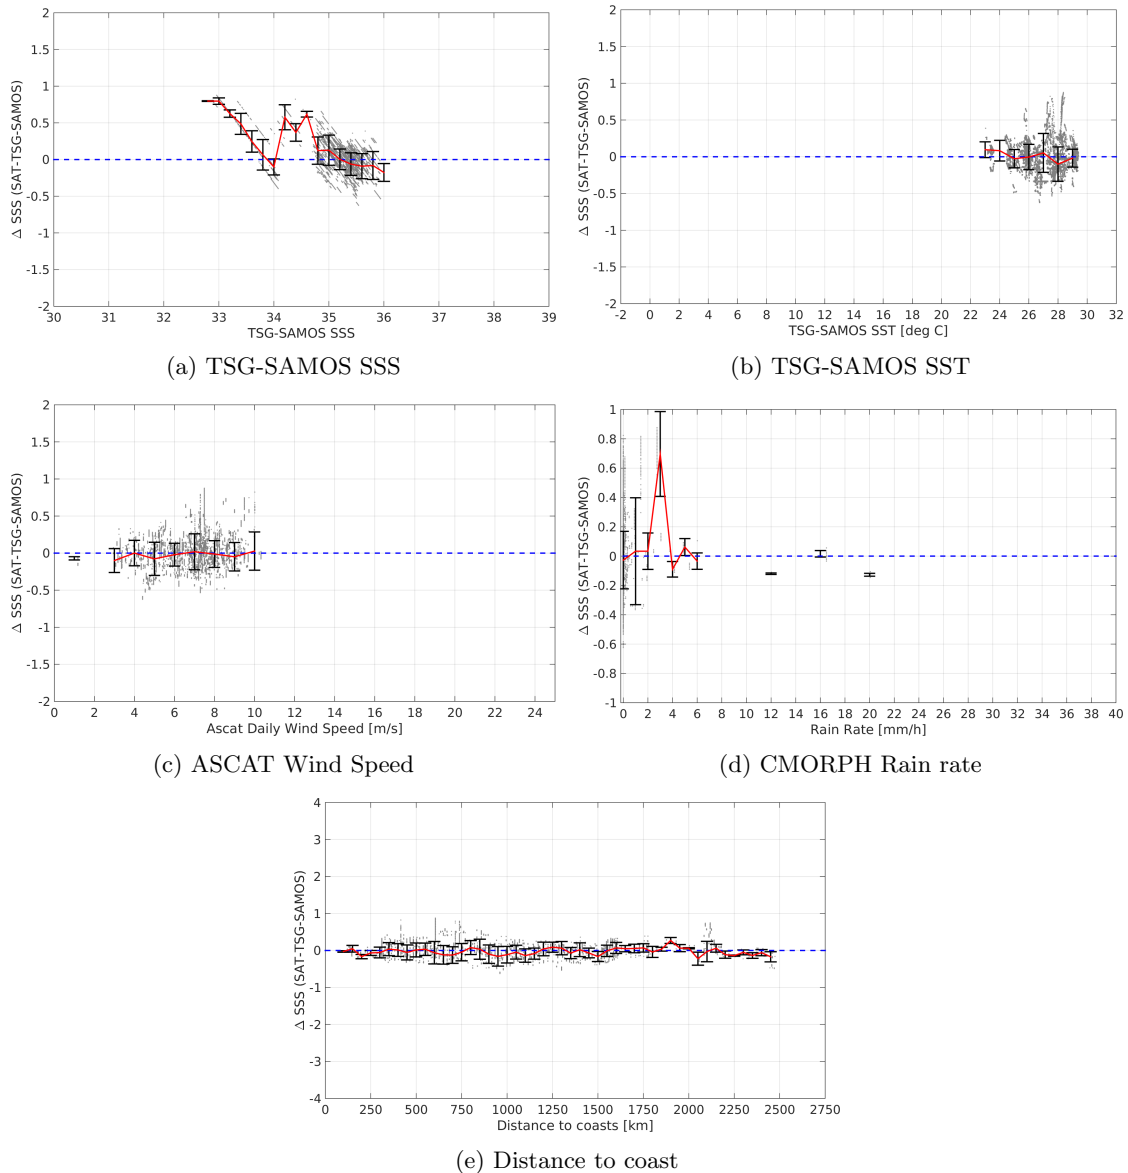 2
1.5
1
0.5
0
-0.5
-1
-1.5
-2
Δ SSS (SAT-TSG-SAMOS)
30 31 32 33 34 35 36 37 38 39
TSG-SAMOS SSS
(a) TSG-SAMOS SSS
2
1.5
1
0.5
0
-0.5
-1
-1.5
-2
Δ SSS (SAT-TSG-SAMOS)
-2 0 2 4 6 8 10 12 14 16 18 20 22 24 26 28 30 32
TSG-SAMOS SST [deg C]
(b) TSG-SAMOS SST
2
1.5
1
0.5
0
-0.5
-1
-1.5
-2
Δ SSS (SAT-TSG-SAMOS)
0 2 4 6 8 10 12 14 16 18 20 22 24
Ascat Daily Wind Speed [m/s]
(c) ASCAT Wind Speed
1
0.8
0.6
0.4
0.2
0
-0.2
-0.4
-0.6
-0.8
-1
Δ SSS (SAT-TSG-SAMOS)
0 2 4 6 8 10 12 14 16 18 20 22 24 26 28 30 32 34 36 38 40
Rain Rate [mm/h]
(d) CMORPH Rain rate
4
3
2
1
0
-1
-2
-3
-4
Δ SSS (SAT-TSG-SAMOS)
0 250 500 750 1000 1250 1500 1750 2000 2250 2500 2750
Distance to coasts [km]
(e) Distance to coast